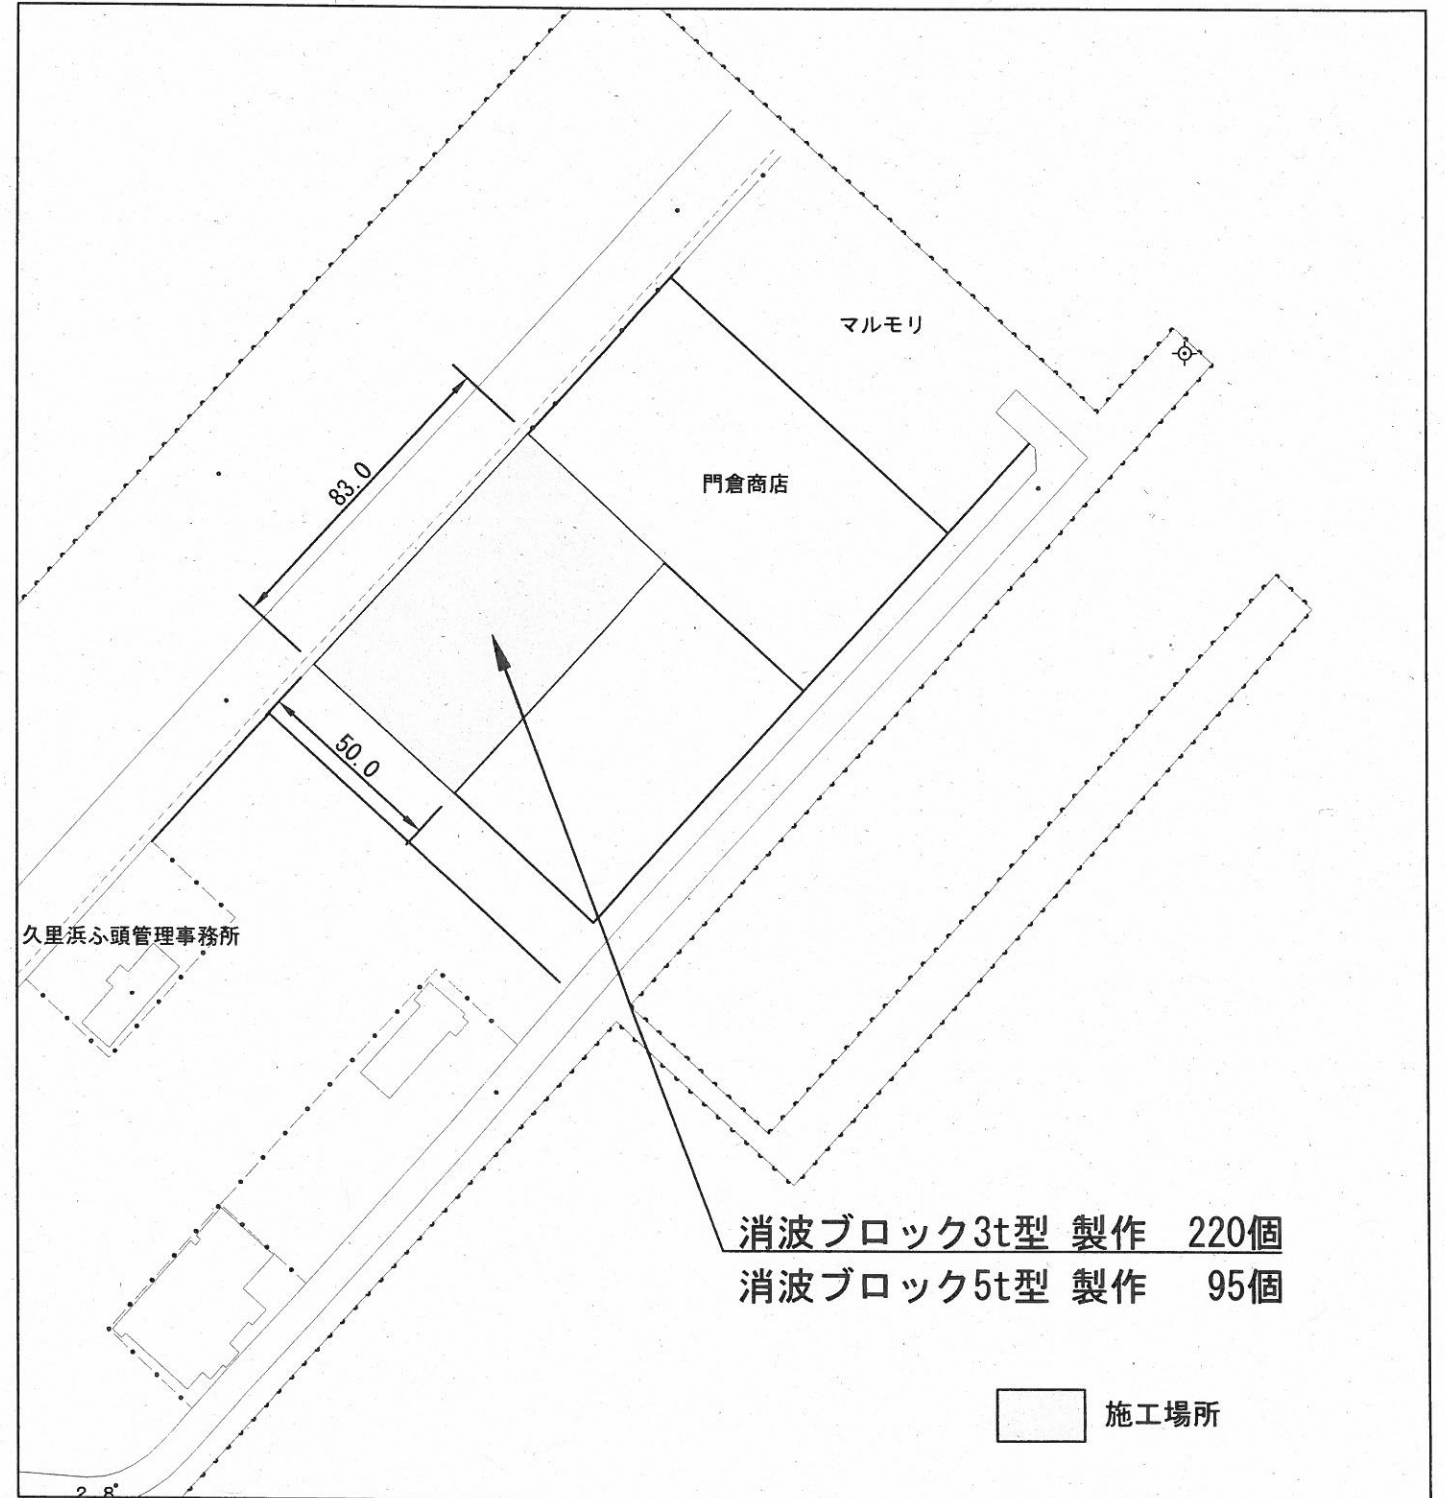 マルモリ
門倉商店
83.0
50.0
久里浜ふ頭管理事務所
消波ブロック3t型 製作 220個
消波ブロック5t型 製作 95個
施工場所
2.8